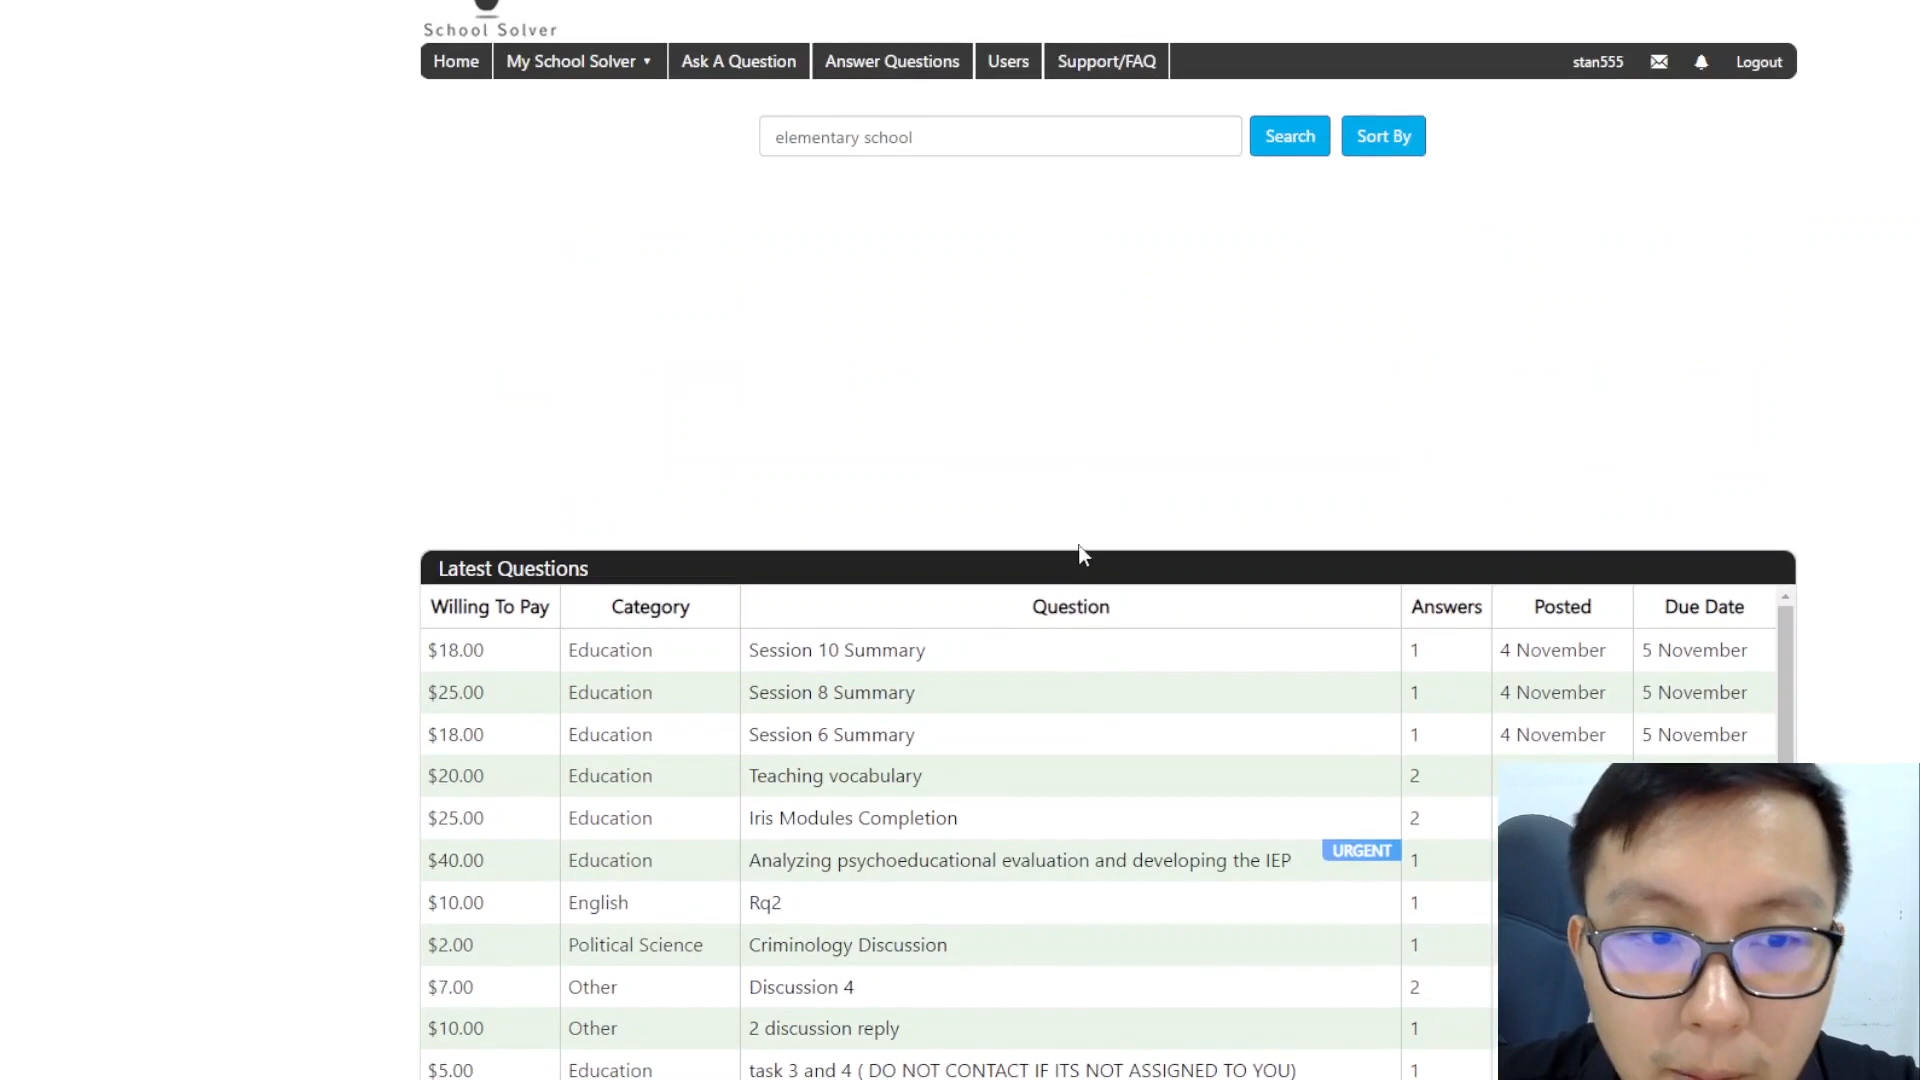 School Solver
Home My School Solver ▼ Ask A Question Answer Questions Users Support/FAQ stan555 Logout
elementary school Search Sort By
Latest Questions
Willing To Pay Category Question Answers Posted Due Date
$18.00 Education Session 10 Summary 1 4 November 5 November
$25.00 Education Session 8 Summary 1 4 November 5 November
$18.00 Education Session 6 Summary 1 4 November 5 November
$20.00 Education Teaching vocabulary 2
$25.00 Education Iris Modules Completion 2
$40.00 Education Analyzing psychoeducational evaluation and developing the IEP URGENT 1
$10.00 English Rq2 1
$2.00 Political Science Criminology Discussion 1
$7.00 Other Discussion 4 2
$10.00 Other 2 discussion reply 1
$5.00 Education task 3 and 4 ( DO NOT CONTACT IF ITS NOT ASSIGNED TO YOU) 1